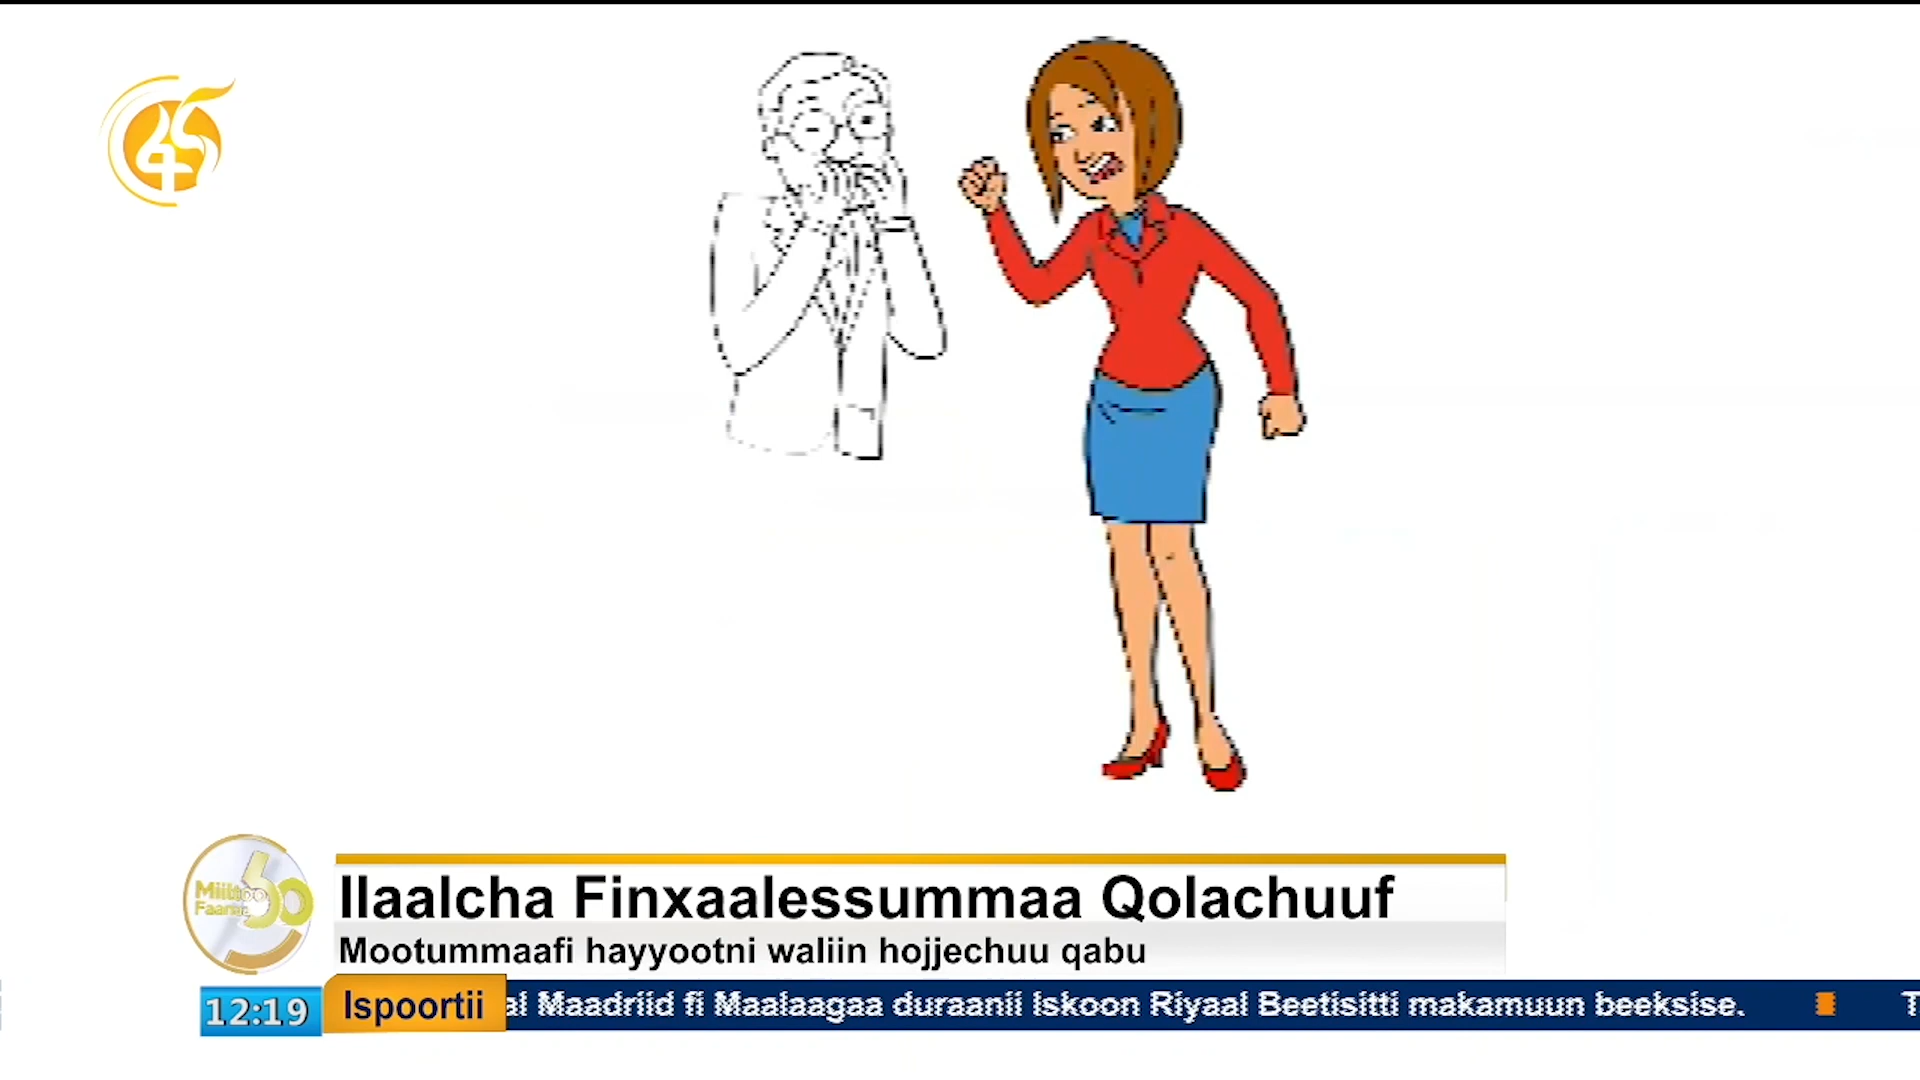 Ilaalcha Finxaalessummaa Qolachuuf
Mootummaafi hayyootni waliin hojjechuu qabu
12:19
Ispoortii
al Maadriid fi Maalaagaa duraanii Iskoon Riyaal Beetisitti makamuun beeksise.